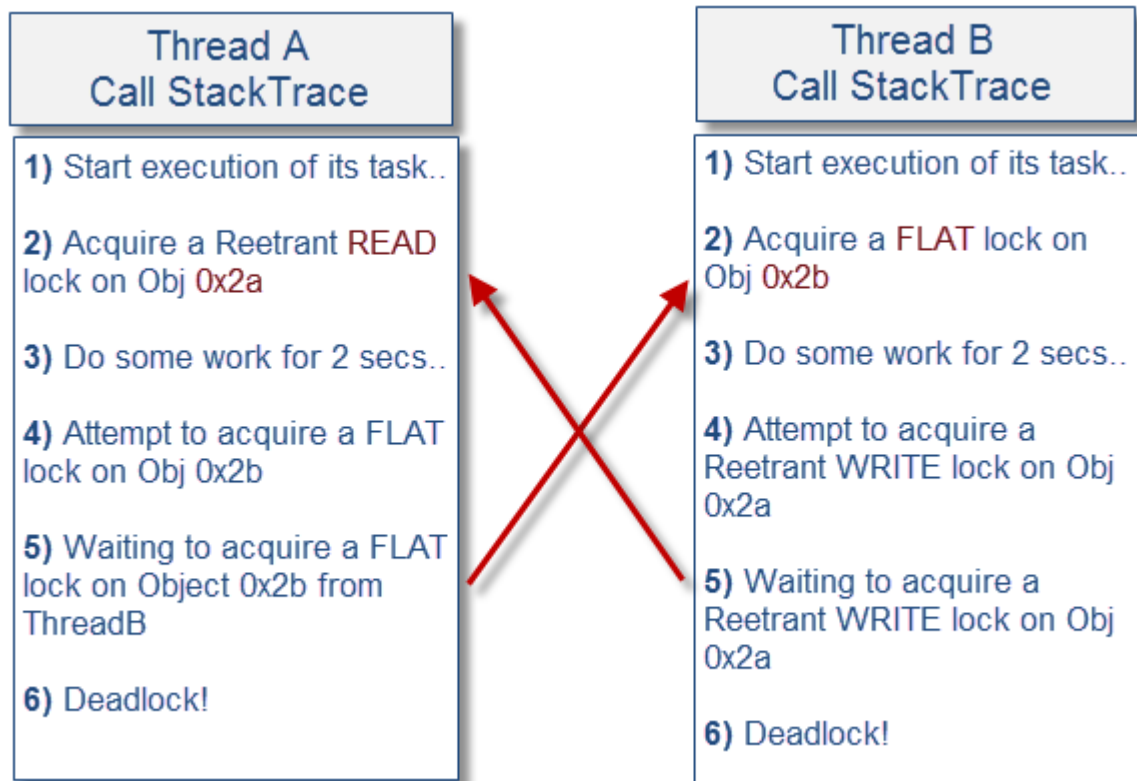 Thread A
Call StackTrace
1) Start execution of its task..
2) Acquire a Reetrant READ
lock on Obj 0x2a
3) Do some work for 2 secs..
4) Attempt to acquire a FLAT
lock on Obj 0x2b
5) Waiting to acquire a FLAT
lock on Object 0x2b from
ThreadB
6) Deadlock!
Thread B
Call StackTrace
1) Start execution of its task..
2) Acquire a FLAT lock on
Obj 0x2b
3) Do some work for 2 secs..
4) Attempt to acquire a
Reetrant WRITE lock on Obj
0x2a
5) Waiting to acquire a
Reetrant WRITE lock on Obj
0x2a
6) Deadlock!